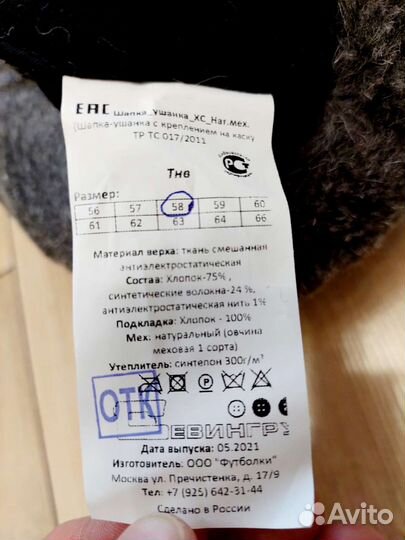 ЕАС Шапка_Ушанка_ХС_Нат.мех.
(Шапка-ушанка с креплением на каску
ТР ТС 017/2011
Тнв
Размер:
56 57 58 59 60
61 62 63 64 66
Материал верха: ткань смешанная
антиэлектростатическая
Состав: Хлопок-75% ,
синтетические волокна-24 %,
антиэлектростатическая нить 1%
Подкладка: Хлопок - 100%
Мех: натуральный (овчина
меховая 1 сорта)
Утеплитель: синтепон 300г/м²
ОТК
ЕВИНГРУ
Дата выпуска: 05.2021
Изготовитель: ООО "Футболки"
Москва ул. Пречистенка, д. 17/9
Тел: +7 (925) 642-31-44
Сделано в России
Avito